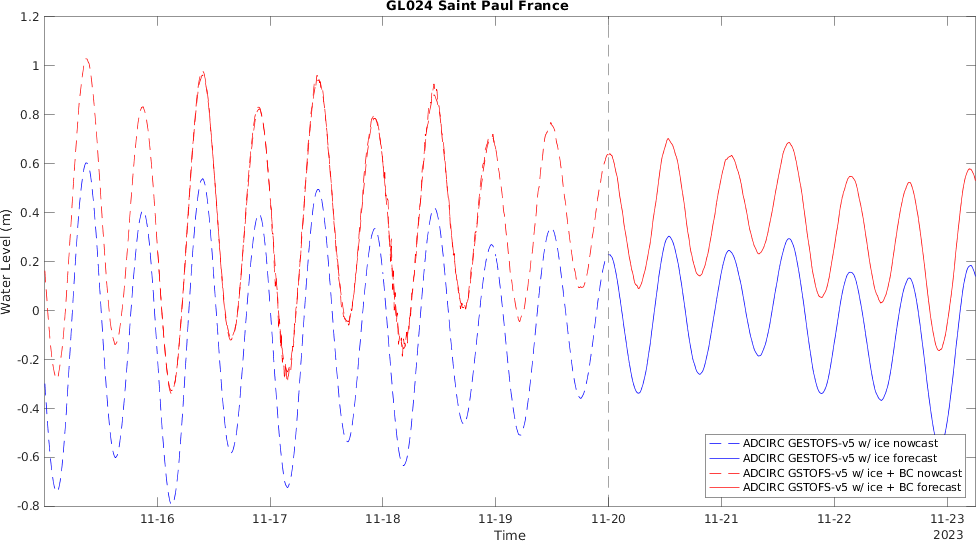 GL024 Saint Paul France
1.2
1
0.8
0.6
0.4
0.2
0
-0.2
-0.4
-0.6
-0.8
Water Level (m)
ADCIRC GESTOFS-v5 w/ ice nowcast
ADCIRC GESTOFS-v5 w/ ice forecast
ADCIRC GSTOFS-v5 w/ ice + BC nowcast
ADCIRC GSTOFS-v5 w/ ice + BC forecast
11-16 11-17 11-18 11-19 11-20 11-21 11-22 11-23
Time
2023